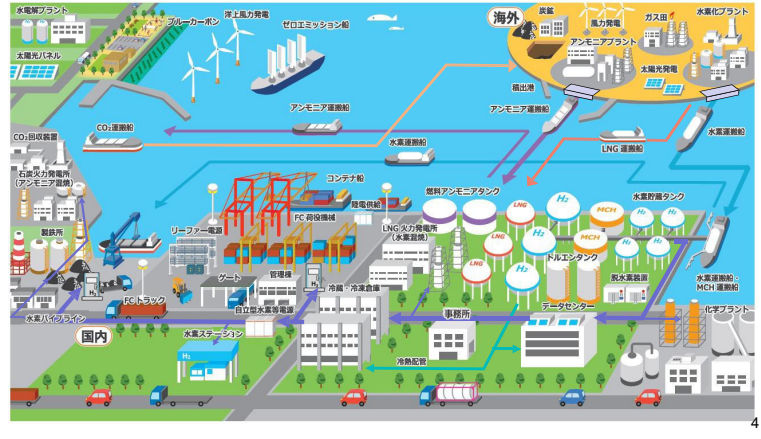 水電解プラント
ブルーカーボン
洋上風力発電
ゼロエミッション船
海外
炭鉱
風力発電
ガス田
水素化プラント
アンモニアプラント
太陽光パネル
太陽光発電
積出港
アンモニア運搬船
アンモニア運搬船
CO₂運搬船
水素運搬船
LNG 運搬船
水素運搬船
CO₂回収装置
石炭火力発電所
(アンモニア混焼)
コンテナ船
陸電供給
燃料アンモニアタンク
水素貯蔵タンク
LNG
H₂
MCH
H₂
H₂
FC 荷役機械
リーファー電源
LNG 火力発電所
(水素混焼)
LNG
H₂
MCH
H₂
H₂
製鉄所
LNG
H₂
トルエンタンク
脱水素装置
水素運搬船・
MCH 運搬船
ゲート
管理棟
冷蔵・冷凍倉庫
H₂
H₂
FCトラック
自立型水素等電源
事務所
データセンター
化学プラント
水素パイプライン
国内
水素ステーション
H₂
冷熱配管
4